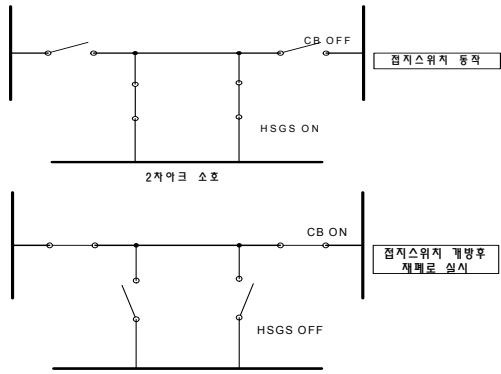 CB OFF
접지스위치 동작
HSGS ON
2차아크 소호
CB ON
접지스위치 개방후
재폐로 실시
HSGS OFF